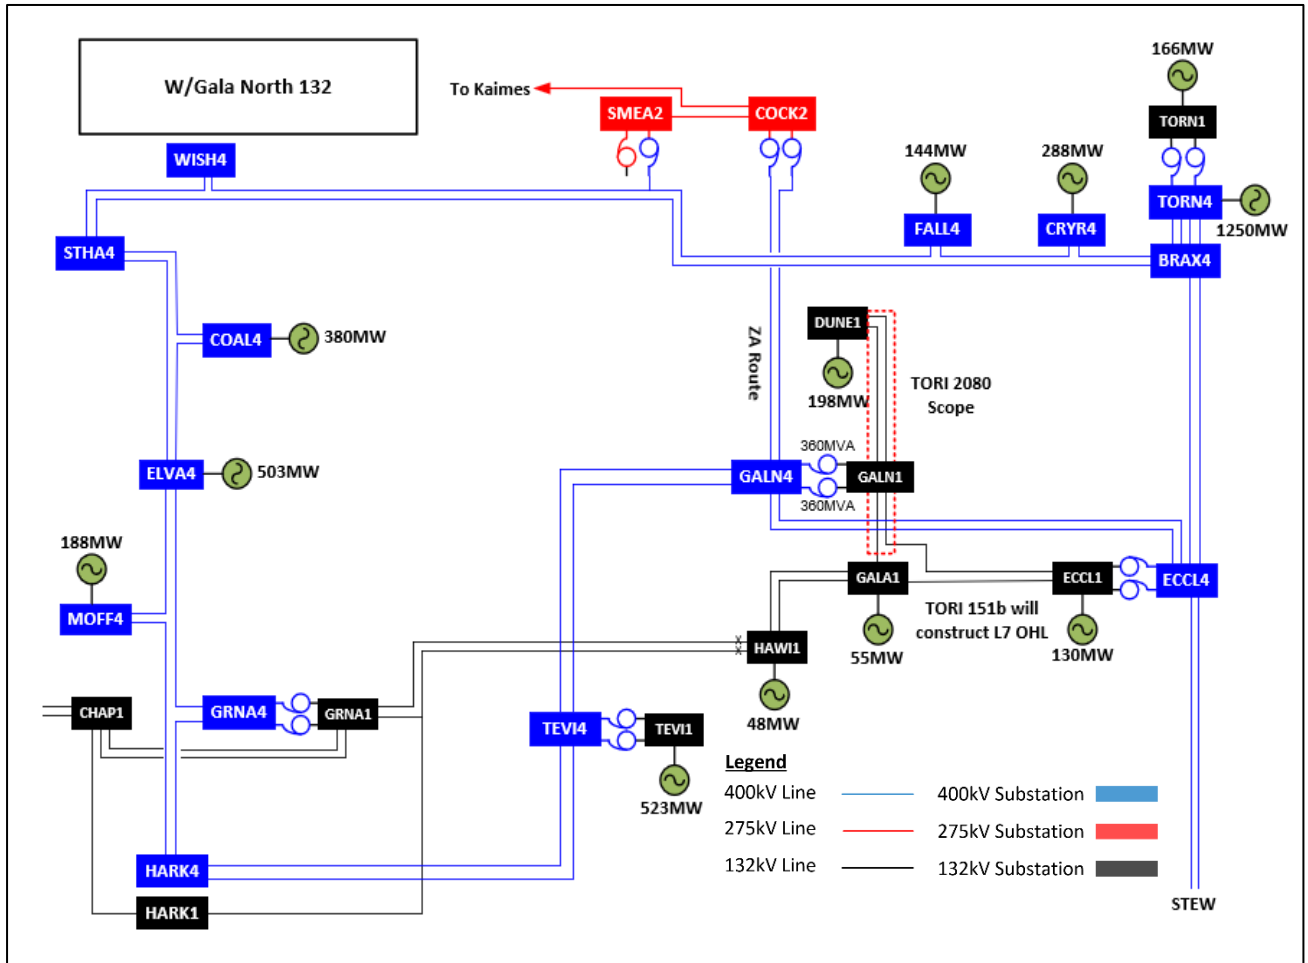 W/Gala North 132
To Kaimes
SMEA2
COCK2
WISH4
STHA4
166MW
TORN1
144MW
288MW
TORN4
FALL4
CRYR4
1250MW
BRAX4
COAL4
380MW
ZA Route
DUNE1
198MW
TORI 2080
Scope
ELVA4
503MW
360MVA
GALN4
GALN1
360MVA
188MW
MOFF4
GALA1
ECCL1
ECCL4
TORI 151b will
construct L7 OHL
55MW
130MW
HAWI1
48MW
CHAP1
GRNA4
GRNA1
TEVI4
TEVI1
523MW
Legend
400kV Line
400kV Substation
275kV Line
275kV Substation
132kV Line
132kV Substation
HARK4
HARK1
STEW